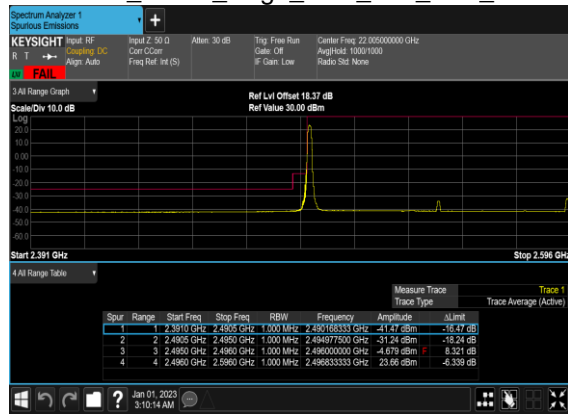 Spectrum Analyzer 1
Spurious Emissions
+
KEYSIGHT Input: RF Input Z: 50 Ω Atten: 30 dB Trig: Free Run Center Freq: 22.005000000 GHz
R T Coupling: DC Corr CCorr Gate: Off Avg|Hold: 1000/1000
Align: Auto Freq Ref: Int (S) IF Gain: Low Radio Std: None
LV FAIL
3 All Range Graph Ref Lvl Offset 18.37 dB
Scale/Div 10.0 dB Ref Value 30.00 dBm
Log
20.0
10.0
0.00
-10.0
-20.0
-30.0
-40.0
-50.0
-60.0
Start 2.391 GHz Stop 2.596 GHz
4 All Range Table
Measure Trace Trace 1
Trace Type Trace Average (Active)
Spur Range Start Freq Stop Freq RBW Frequency Amplitude ΔLimit
1 1 2.3910 GHz 2.4905 GHz 1.000 MHz 2.490168333 GHz -41.47 dBm -16.47 dB
2 2 2.4905 GHz 2.4950 GHz 1.000 MHz 2.494977500 GHz -31.24 dBm -18.24 dB
3 3 2.4950 GHz 2.4960 GHz 1.000 MHz 2.496000000 GHz -4.679 dBm F 8.321 dB
4 4 2.4960 GHz 2.5960 GHz 1.000 MHz 2.496833333 GHz 23.66 dBm -6.339 dB
Jan 01, 2023
3:10:14 AM